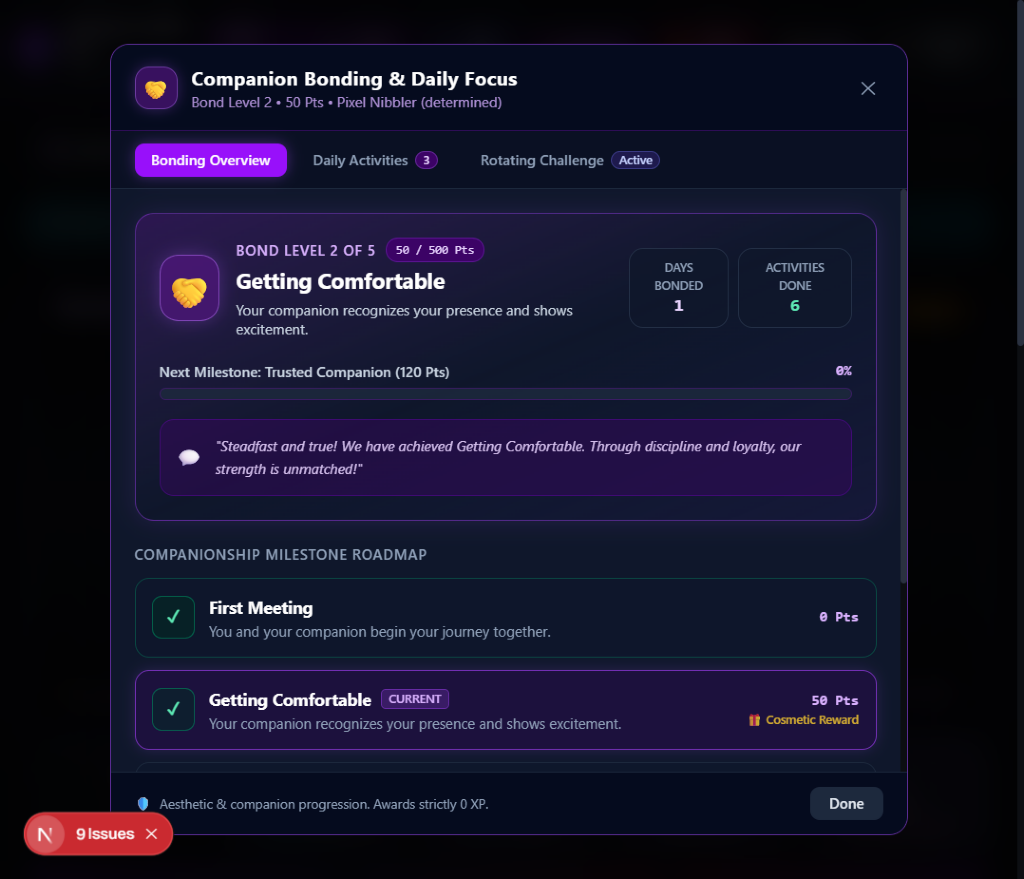 Companion Bonding & Daily Focus
Bond Level 2 • 50 Pts • Pixel Nibbler (determined)
Bonding Overview
Daily Activities 3
Rotating Challenge Active
BOND LEVEL 2 OF 5 50 / 500 Pts
Getting Comfortable
Your companion recognizes your presence and shows
excitement.
DAYS
BONDED
1
ACTIVITIES
DONE
6
Next Milestone: Trusted Companion (120 Pts) 0%
"Steadfast and true! We have achieved Getting Comfortable. Through discipline and loyalty, our
strength is unmatched!"
COMPANIONSHIP MILESTONE ROADMAP
First Meeting
You and your companion begin your journey together.
0 Pts
Getting Comfortable CURRENT
Your companion recognizes your presence and shows excitement.
50 Pts
Cosmetic Reward
Aesthetic & companion progression. Awards strictly 0 XP.
Done
N 9 Issues